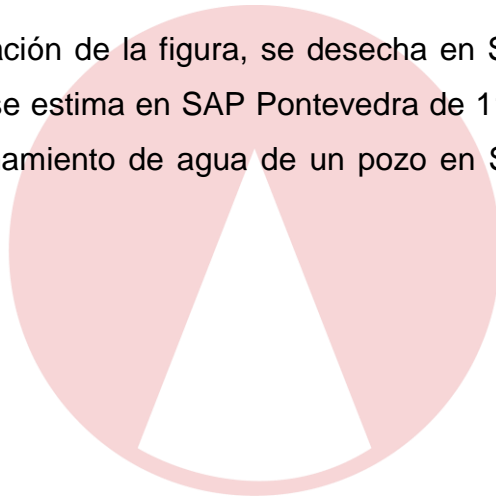 ación de la figura, se desecha en S
se estima en SAP Pontevedra de 1
amiento de agua de un pozo en S